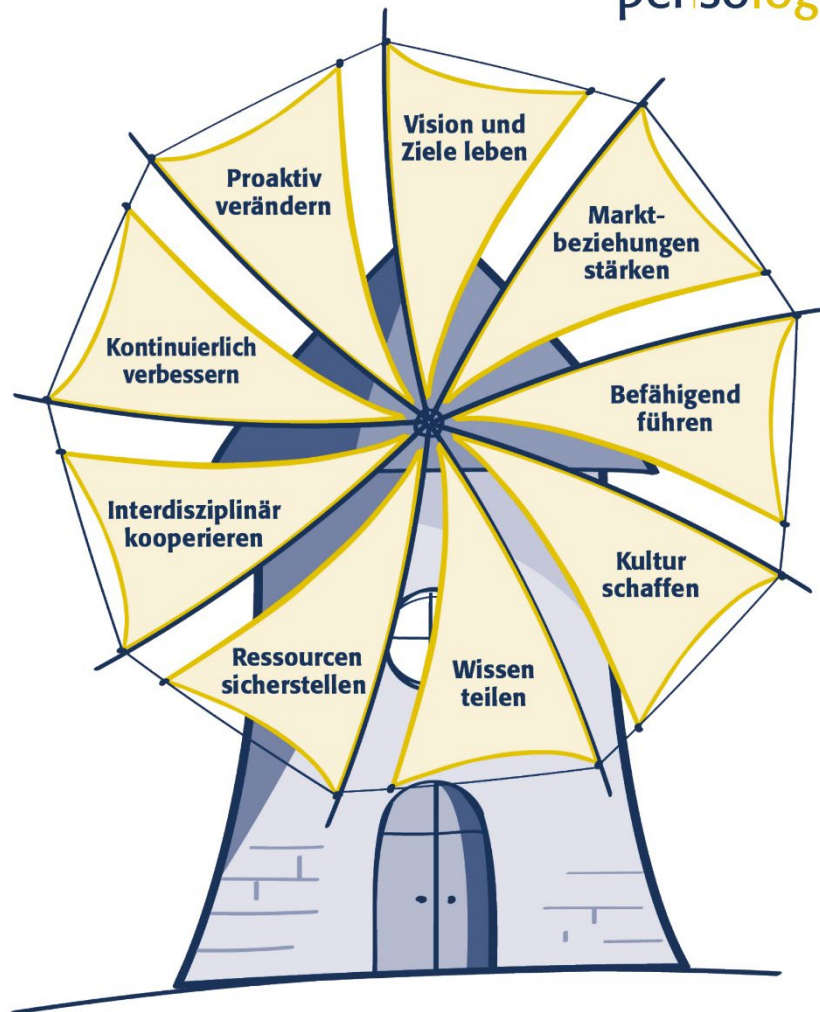 Vision und
Ziele leben
Markt-
beziehungen
stärken
Befähigend
führen
Kultur
schaffen
Wissen
teilen
Ressourcen
sicherstellen
Interdisziplinär
kooperieren
Kontinuierlich
verbessern
Proaktiv
verändern